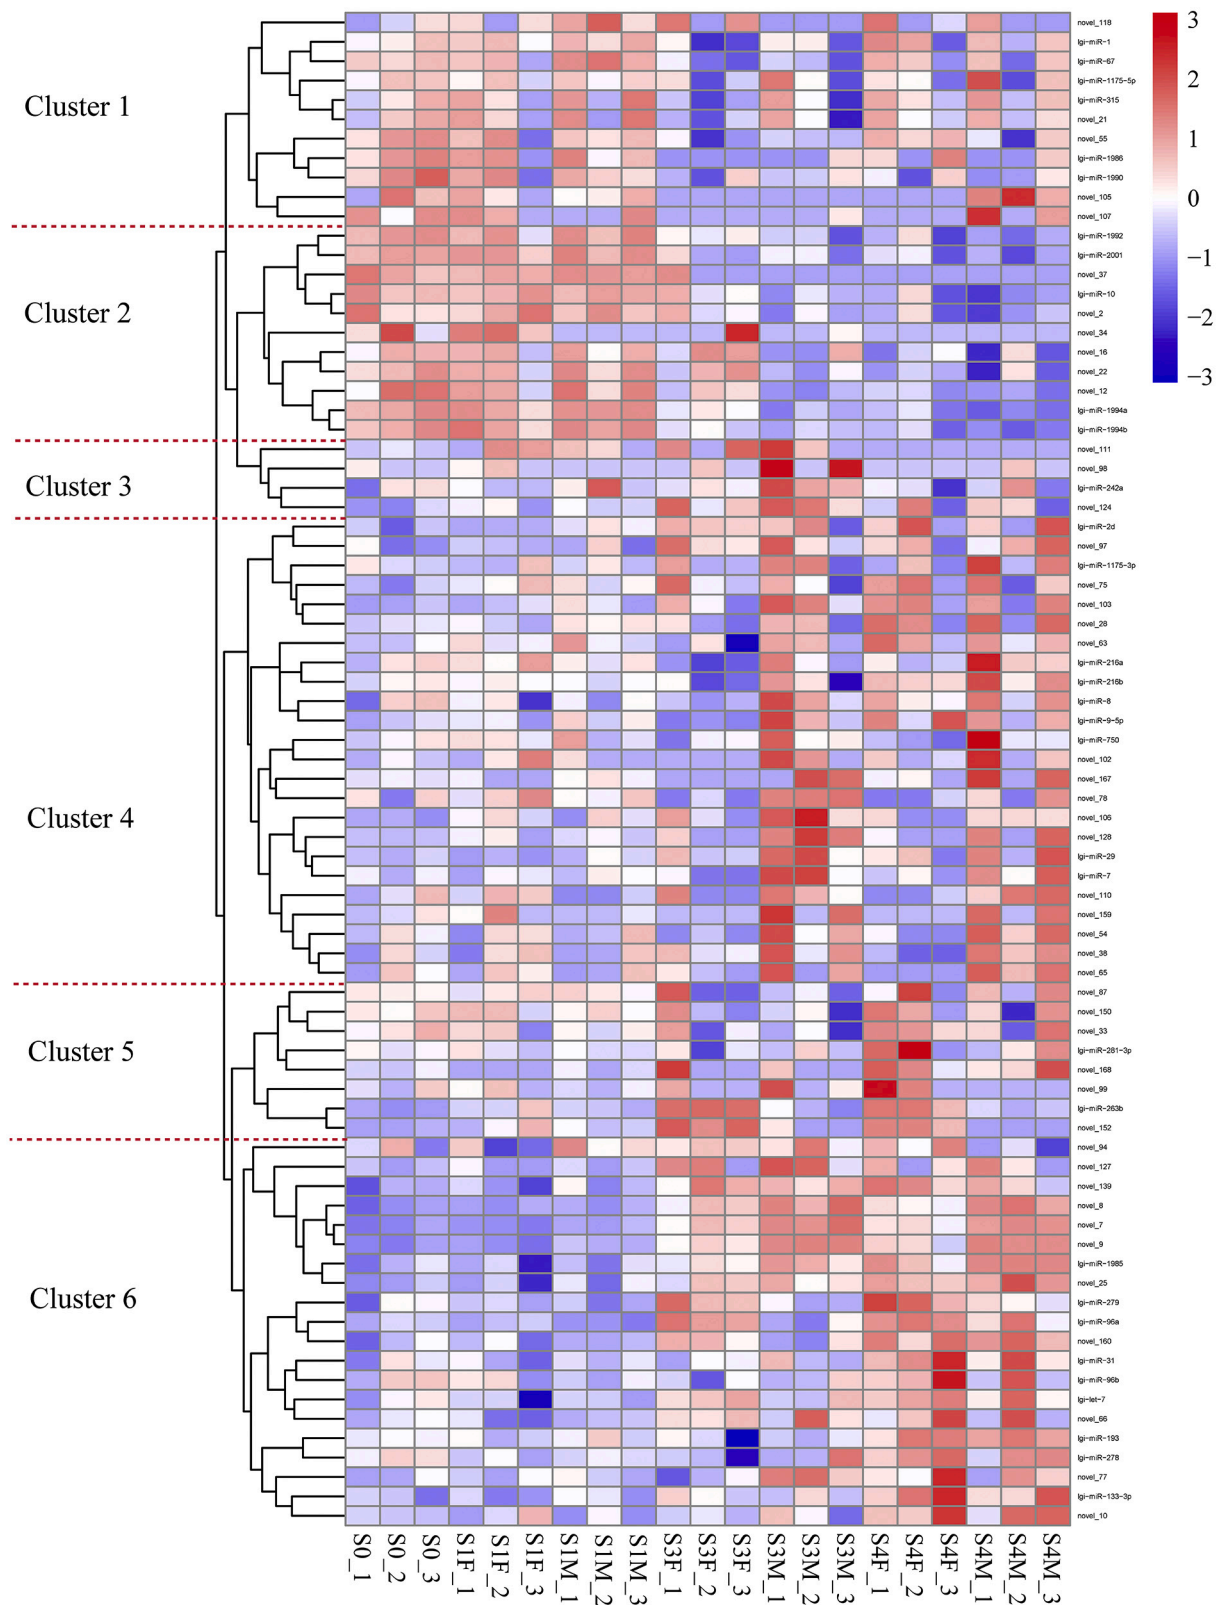 novel_118
lgi-miR-1
lgi-miR-67
lgi-miR-1175-5p
lgi-miR-315
novel_21
novel_55
lgi-miR-1986
lgi-miR-1990
novel_105
novel_107
lgi-miR-1992
lgi-miR-2001
novel_37
lgi-miR-10
novel_2
novel_34
novel_16
novel_22
novel_12
lgi-miR-1994a
lgi-miR-1994b
novel_111
novel_98
lgi-miR-242a
novel_124
lgi-miR-2d
novel_97
lgi-miR-1175-3p
novel_75
novel_103
novel_28
novel_63
lgi-miR-216a
lgi-miR-216b
lgi-miR-8
lgi-miR-9-5p
lgi-miR-750
novel_102
novel_167
novel_78
novel_106
novel_128
lgi-miR-29
lgi-miR-7
novel_110
novel_159
novel_54
novel_38
novel_65
novel_87
novel_150
novel_33
lgi-miR-281-3p
novel_168
novel_99
lgi-miR-263b
novel_152
novel_94
novel_127
novel_139
novel_8
novel_7
novel_9
lgi-miR-1985
novel_25
lgi-miR-279
lgi-miR-96a
novel_160
lgi-miR-31
lgi-miR-96b
lgi-let-7
novel_66
lgi-miR-193
lgi-miR-278
novel_77
lgi-miR-133-3p
novel_10
Cluster 1
Cluster 2
Cluster 3
Cluster 4
Cluster 5
Cluster 6
3
2
1
0
−1
−2
−3
S0_1
S0_2
S0_3
S1F_1
S1F_2
S1F_3
S1M_1
S1M_2
S1M_3
S3F_1
S3F_2
S3F_3
S3M_1
S3M_2
S3M_3
S4F_1
S4F_2
S4F_3
S4M_1
S4M_2
S4M_3